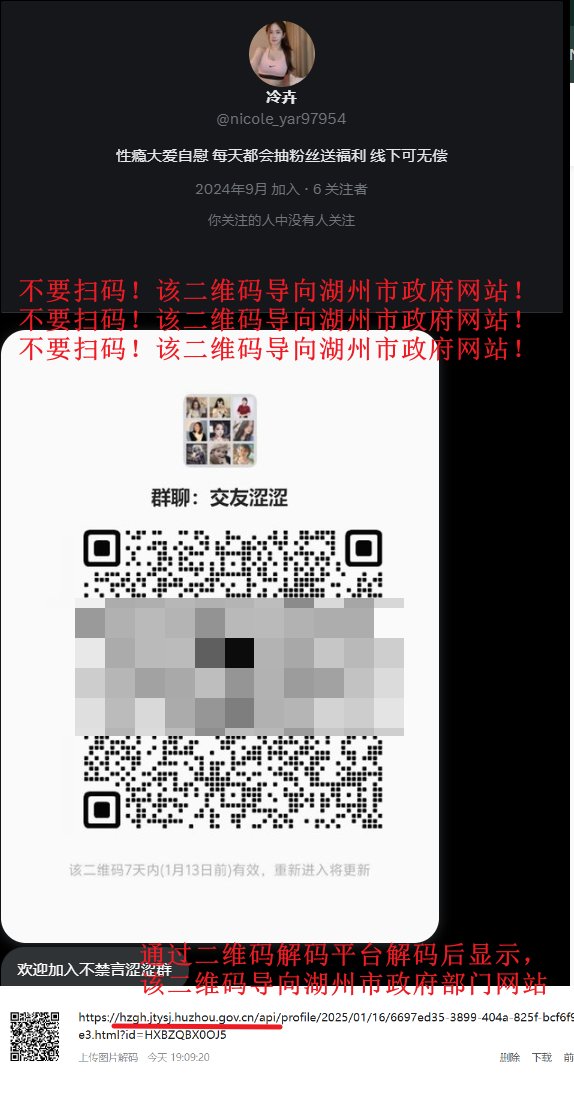 冷卉
@nicole_yar97954
性瘾大爱自慰 每天都会抽粉丝送福利 线下可无偿
2024年9月 加入 · 6 关注者
你关注的人中没有人关注
不要扫码！该二维码导向湖州市政府网站！
不要扫码！该二维码导向湖州市政府网站！
不要扫码！该二维码导向湖州市政府网站！
群聊：交友涩涩
该二维码7天内(1月13日前)有效，重新进入将更新
欢迎加入不禁言涩涩群
通过二维码解码平台解码后显示，
该二维码导向湖州市政府部门网站
https://hzgh.jtysj.huzhou.gov.cn/api/profile/2025/01/16/6697ed35-3899-404a-825f-bcf6f9
e3.html?id=HXBZQBX0OJ5
上传图片解码 今天 19:09:20
删除 下载 前